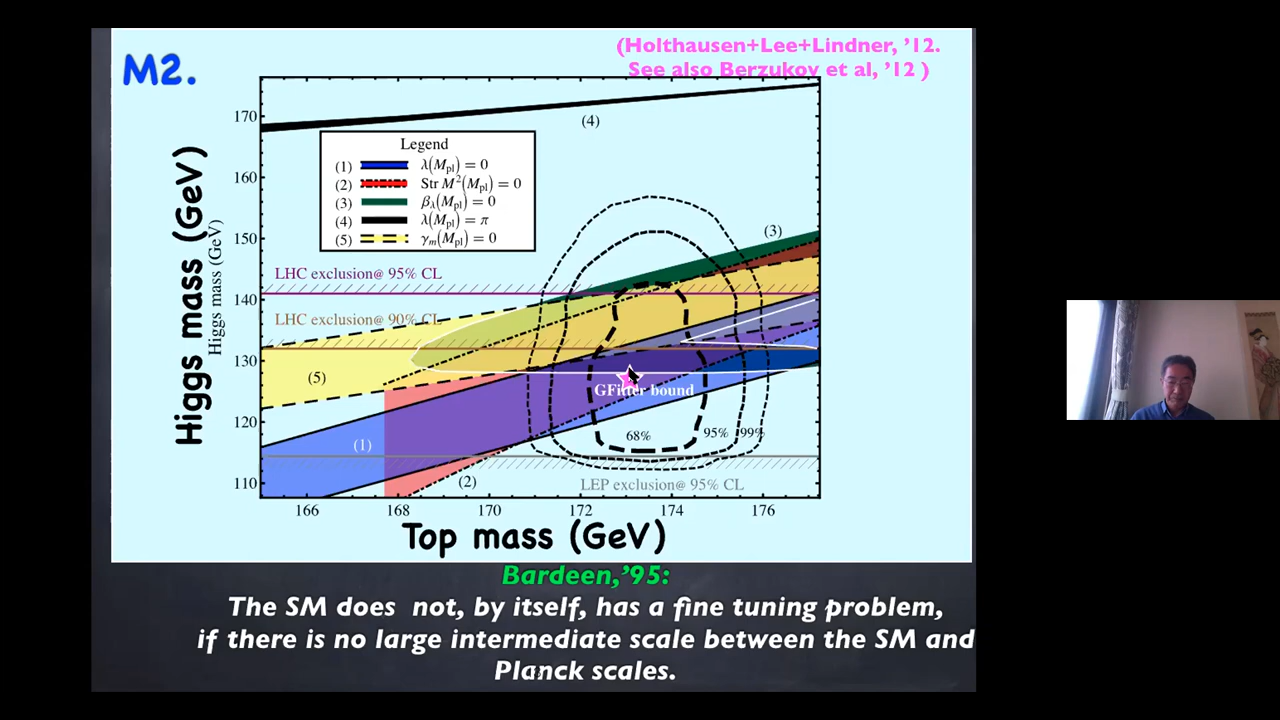 (Holthausen+Lee+Lindner, ’12.
See also Berzukov et al, ’12 )
M2.
Higgs mass (GeV)
Higgs mass (GeV)
170
160
150
140
130
120
110
(4)
Legend
(1) λ(Mpl) = 0
(2) Str M²(Mpl) = 0
(3) βλ(Mpl) = 0
(4) λ(Mpl) = π
(5) γm(Mpl) = 0
(3)
LHC exclusion@ 95% CL
LHC exclusion@ 90% CL
(5)
GFitter bound
(1)
68% 95% 99%
(2)
LEP exclusion@ 95% CL
166 168 170 172 174 176
Top mass (GeV)
Bardeen,’95:
The SM does not, by itself, has a fine tuning problem,
if there is no large intermediate scale between the SM and
Planck scales.